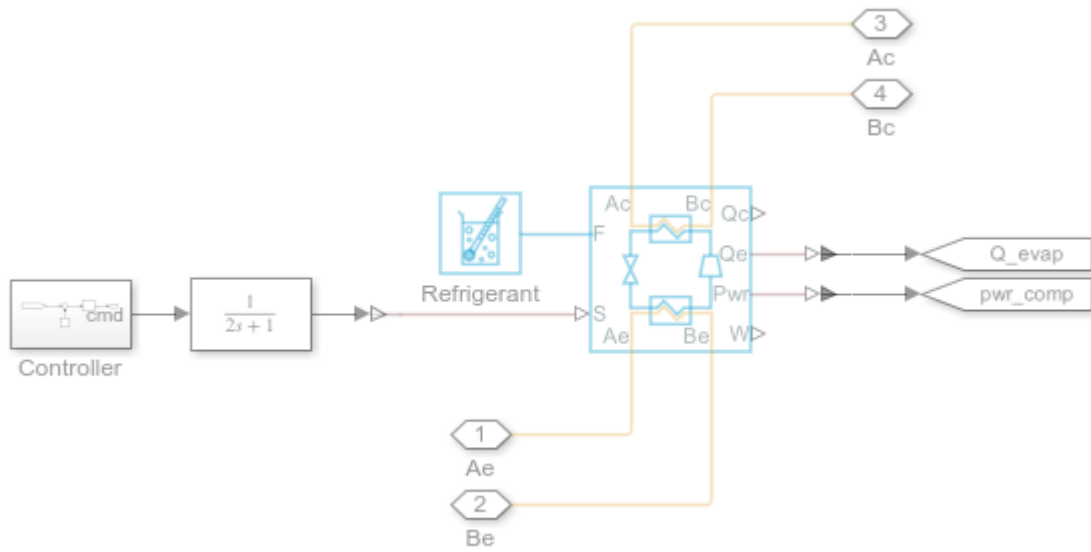 3
Ac
4
Bc
Ac Bc Qc
F
Qe
Q_evap
Refrigerant
Pwr
pwr_comp
cmd
1
2s + 1
S
Ae Be W
Controller
1
Ae
2
Be